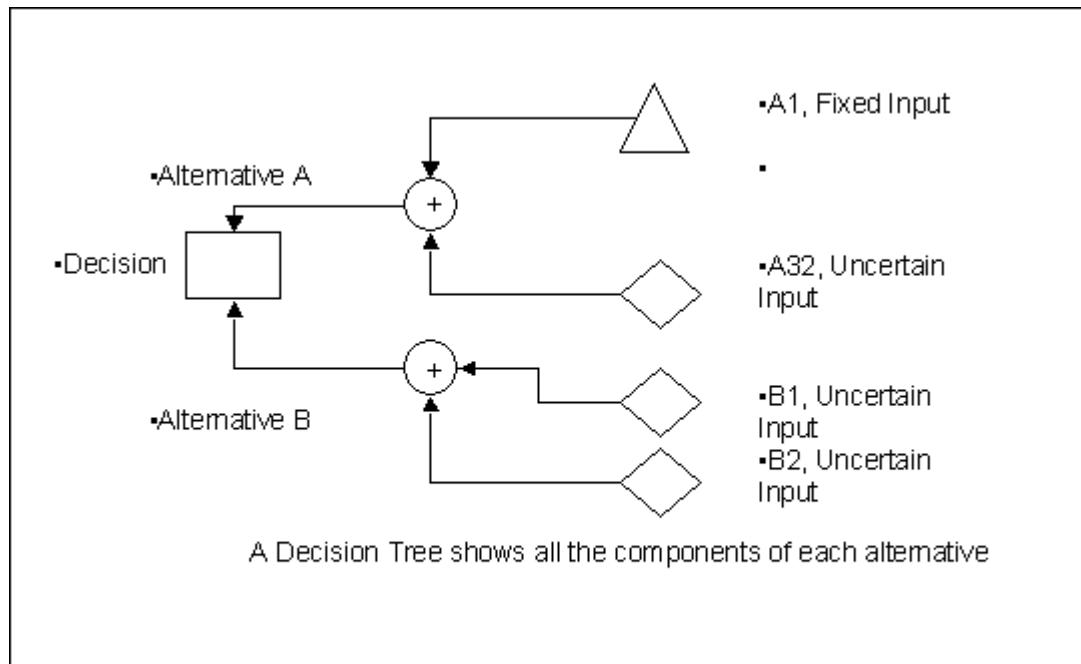 ▪A1, Fixed Input
▪
▪Alternative A
+
▪Decision
▪A32, Uncertain
Input
+
▪B1, Uncertain
Input
▪Alternative B
▪B2, Uncertain
Input
A Decision Tree shows all the components of each alternative